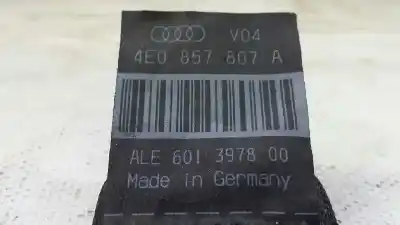 V04
4E0 857 807 A
ALE 601 3978 00
Made in Germany